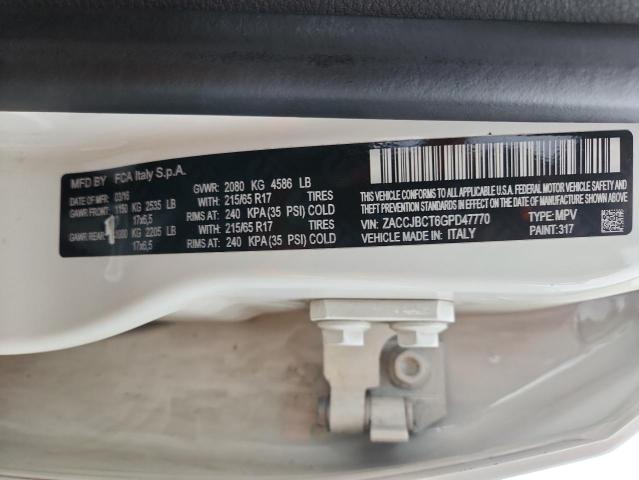 MFD BY FCA Italy S.p.A.
DATE OF MFD: 03/16 GVWR: 2080 KG 4586 LB
GAWR FRONT: 1150 KG 2535 LB WITH: 215/65 R17 TIRES
17x6,5 RIMS AT: 240 KPA (35 PSI) COLD
GAWR REAR: 1000 KG 2205 LB WITH: 215/65 R17 TIRES
17x6,5 RIMS AT: 240 KPA (35 PSI) COLD
THIS VEHICLE CONFORMS TO ALL APPLICABLE U.S.A. FEDERAL MOTOR VEHICLE SAFETY,
BUMPER, AND THEFT PREVENTION STANDARDS IN EFFECT ON THE DATE OF MANUFACTURE SHOWN ABOVE.
VIN: ZACCJBCT6GPD47770 TYPE: MPV
VEHICLE MADE IN: ITALY PAINT: 317